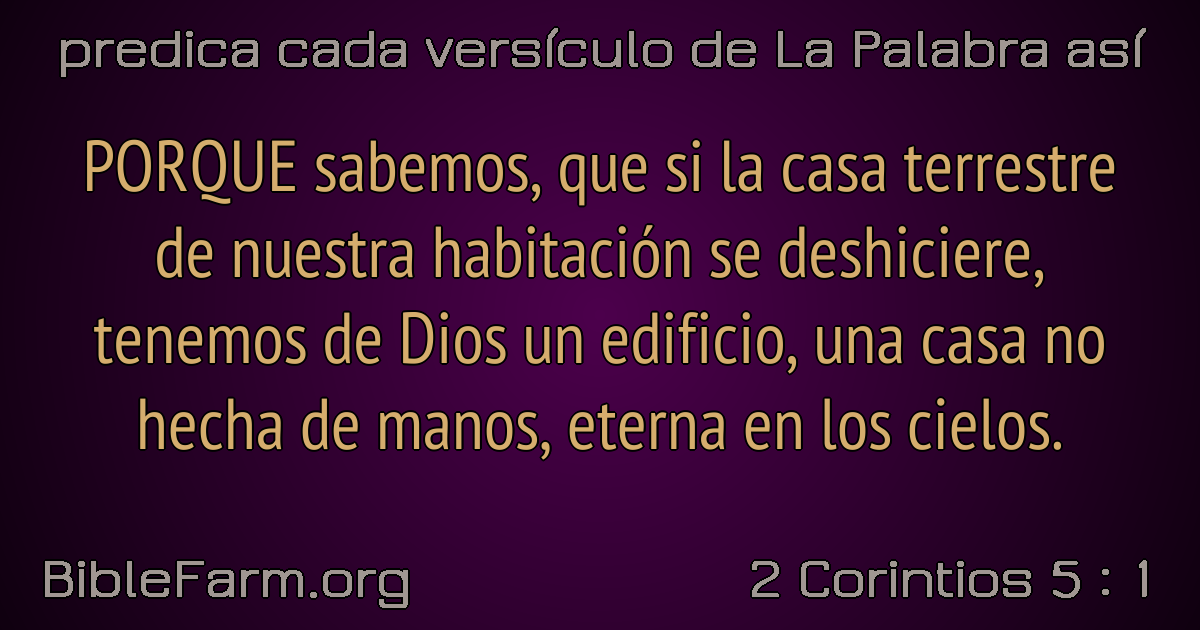 predica cada versículo de La Palabra así
PORQUE sabemos, que si la casa terrestre
de nuestra habitación se deshiciere,
tenemos de Dios un edificio, una casa no
hecha de manos, eterna en los cielos.
BibleFarm.org
2 Corintios 5 : 1